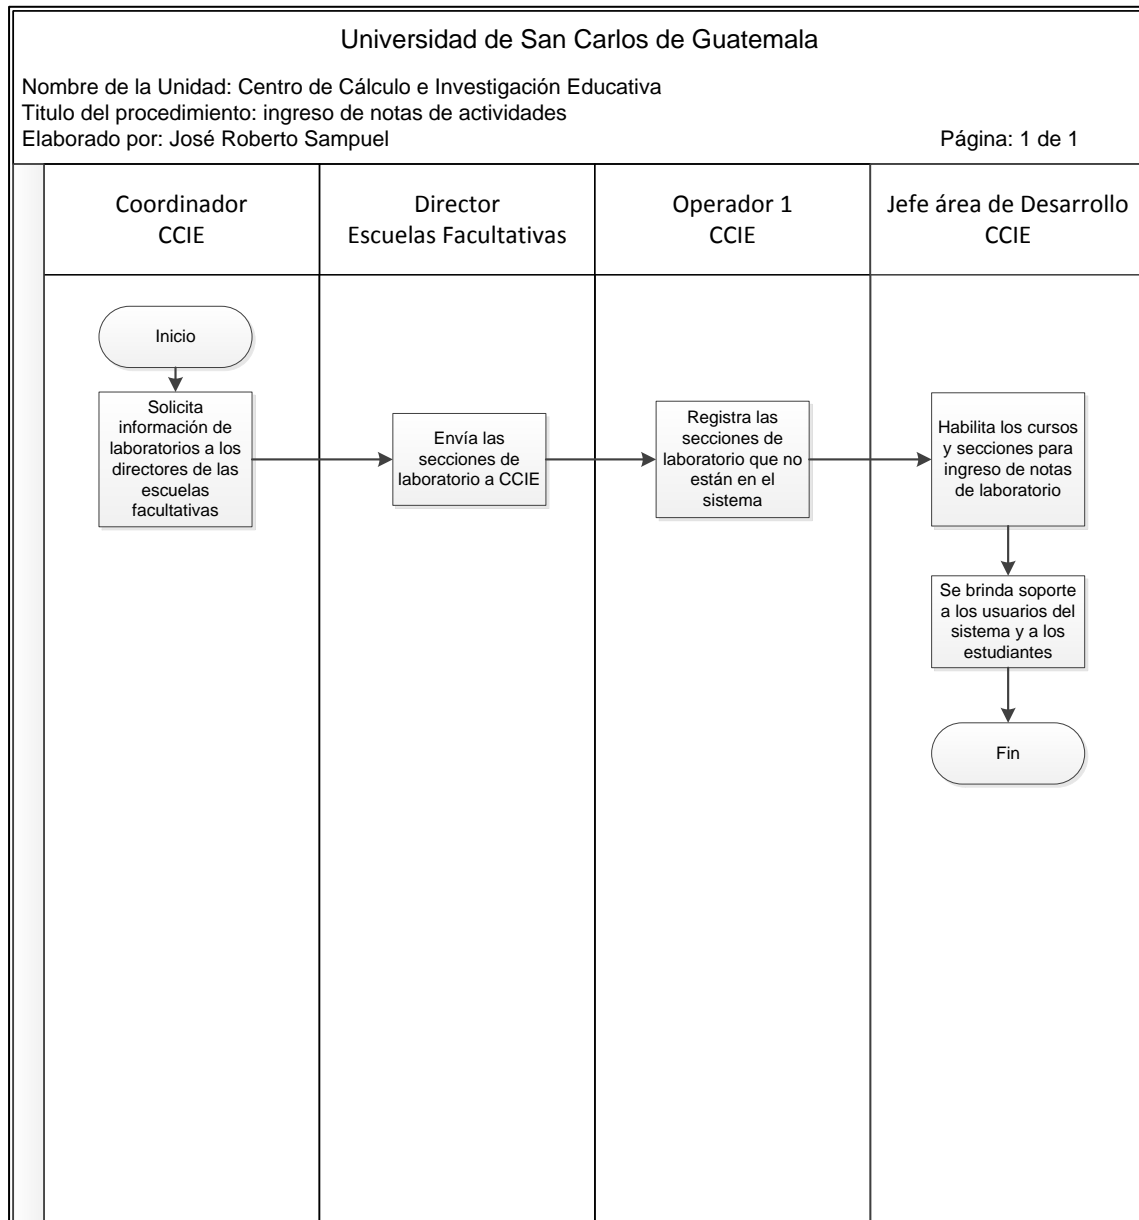 Universidad de San Carlos de Guatemala
Nombre de la Unidad: Centro de Cálculo e Investigación Educativa
Titulo del procedimiento: ingreso de notas de actividades
Elaborado por: José Roberto Sampuel
Página: 1 de 1
Coordinador
CCIE
Director
Escuelas Facultativas
Operador 1
CCIE
Jefe área de Desarrollo
CCIE
Inicio
Solicita
información de
laboratorios a los
directores de las
escuelas
facultativas
Envía las
secciones de
laboratorio a CCIE
Registra las
secciones de
laboratorio que no
están en el
sistema
Habilita los cursos
y secciones para
ingreso de notas
de laboratorio
Se brinda soporte
a los usuarios del
sistema y a los
estudiantes
Fin